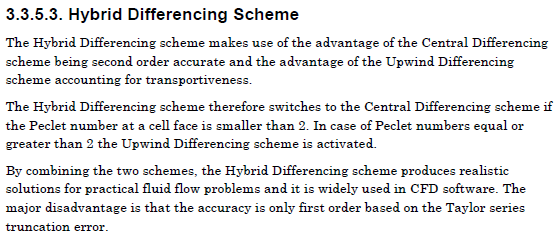 3.3.5.3. Hybrid Differencing Scheme
The Hybrid Differencing scheme makes use of the advantage of the Central Differencing
scheme being second order accurate and the advantage of the Upwind Differencing
scheme accounting for transportiveness.
The Hybrid Differencing scheme therefore switches to the Central Differencing scheme if
the Peclet number at a cell face is smaller than 2. In case of Peclet numbers equal or
greater than 2 the Upwind Differencing scheme is activated.
By combining the two schemes, the Hybrid Differencing scheme produces realistic
solutions for practical fluid flow problems and it is widely used in CFD software. The
major disadvantage is that the accuracy is only first order based on the Taylor series
truncation error.